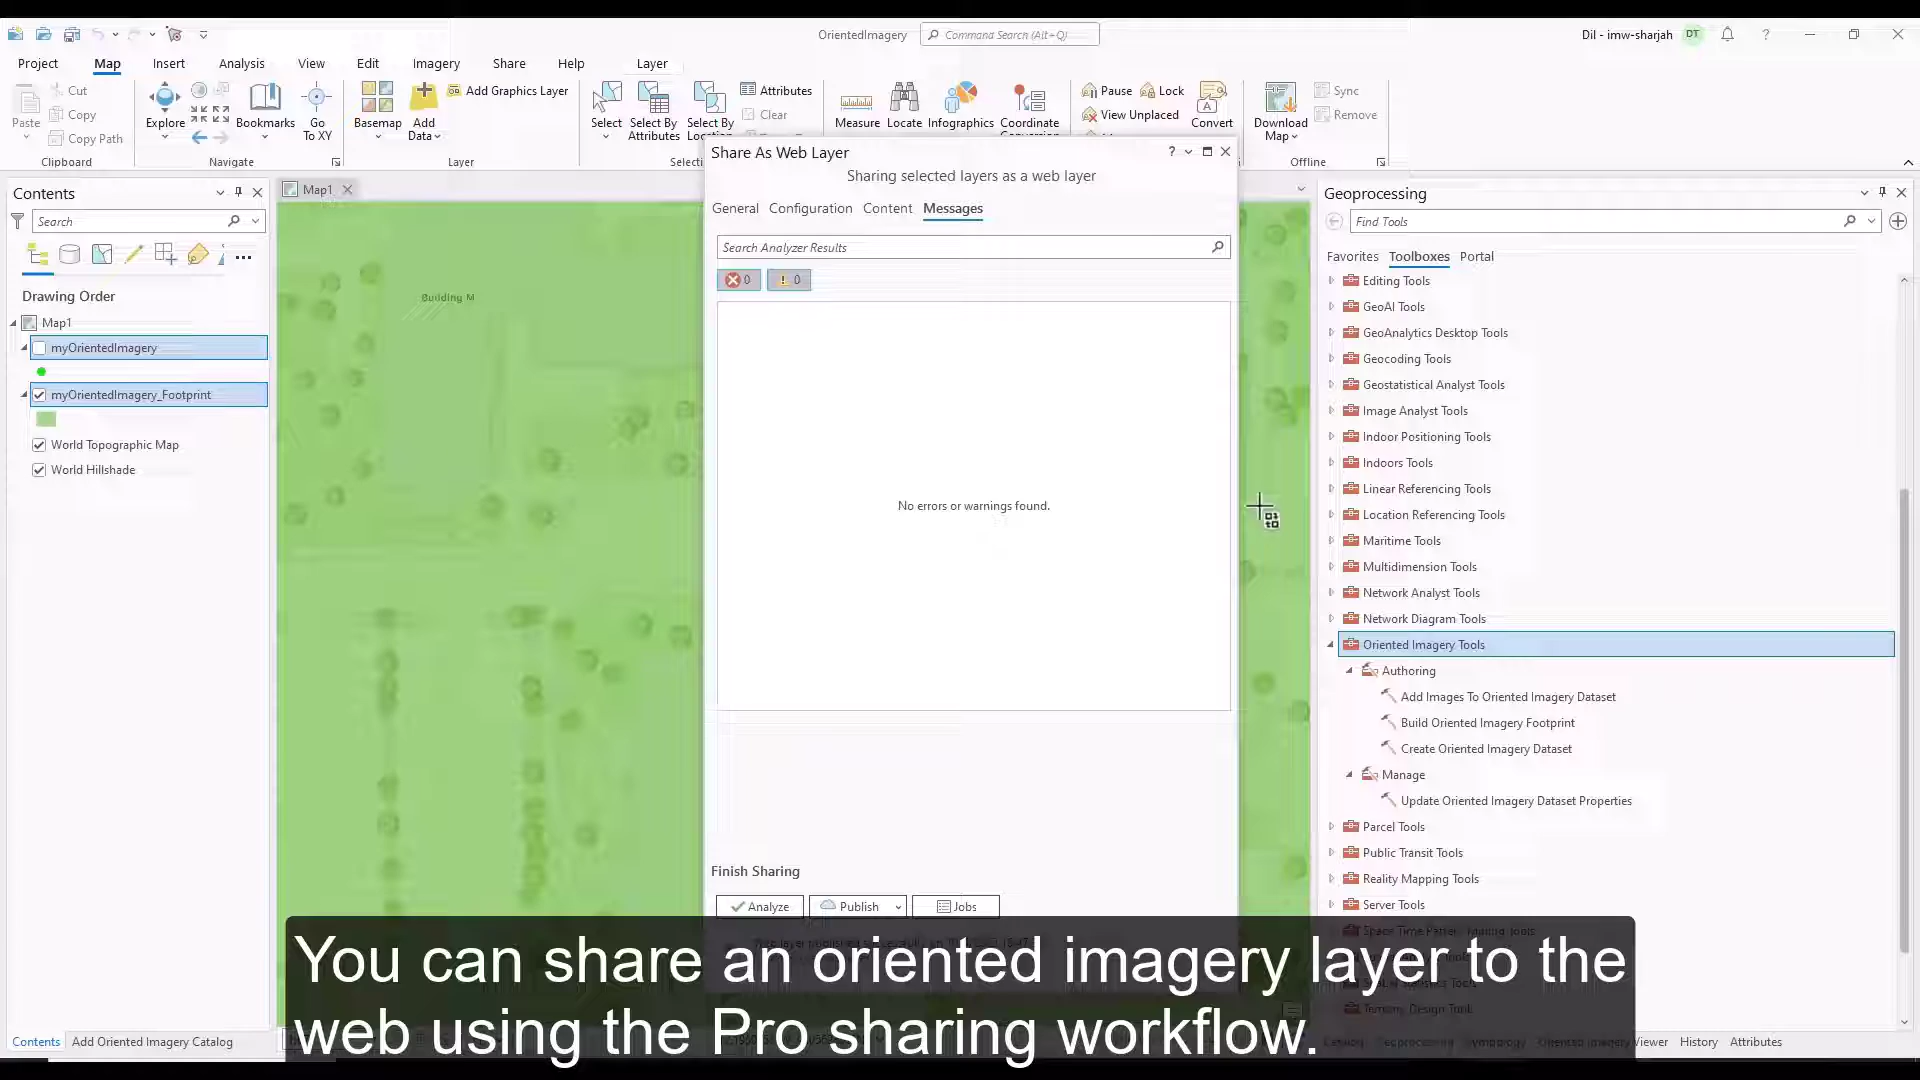 OrientedImagery
Command Search (Alt+Q)
Dil - imw-sharjah
DT
?
Project
Map
Insert
Analysis
View
Edit
Imagery
Share
Help
Layer
Paste
Cut
Copy
Copy Path
Clipboard
Explore
Bookmarks
Go
To XY
Navigate
Basemap
Add
Data
Add Graphics Layer
Layer
Select
Select By
Attributes
Select By
Attributes
Clear
Measure
Locate
Infographics
Coordinate
Pause
Lock
View Unplaced
Convert
Download
Map
Sync
Remove
Offline
Contents
Search
Drawing Order
Map1
myOrientedImagery
myOrientedImagery_Footprint
World Topographic Map
World Hillshade
Contents
Add Oriented Imagery Catalog
Map1
Building M
Share As Web Layer
?
Sharing selected layers as a web layer
General
Configuration
Content
Messages
Search Analyzer Results
0
0
No errors or warnings found.
Finish Sharing
Analyze
Publish
Jobs
Geoprocessing
Find Tools
Favorites
Toolboxes
Portal
Editing Tools
GeoAI Tools
GeoAnalytics Desktop Tools
Geocoding Tools
Geostatistical Analyst Tools
Image Analyst Tools
Indoor Positioning Tools
Indoors Tools
Linear Referencing Tools
Location Referencing Tools
Maritime Tools
Multidimension Tools
Network Analyst Tools
Network Diagram Tools
Oriented Imagery Tools
Authoring
Add Images To Oriented Imagery Dataset
Build Oriented Imagery Footprint
Create Oriented Imagery Dataset
Manage
Update Oriented Imagery Dataset Properties
Parcel Tools
Public Transit Tools
Reality Mapping Tools
Server Tools
History
Attributes
You can share an oriented imagery layer to the
web using the Pro sharing workflow.